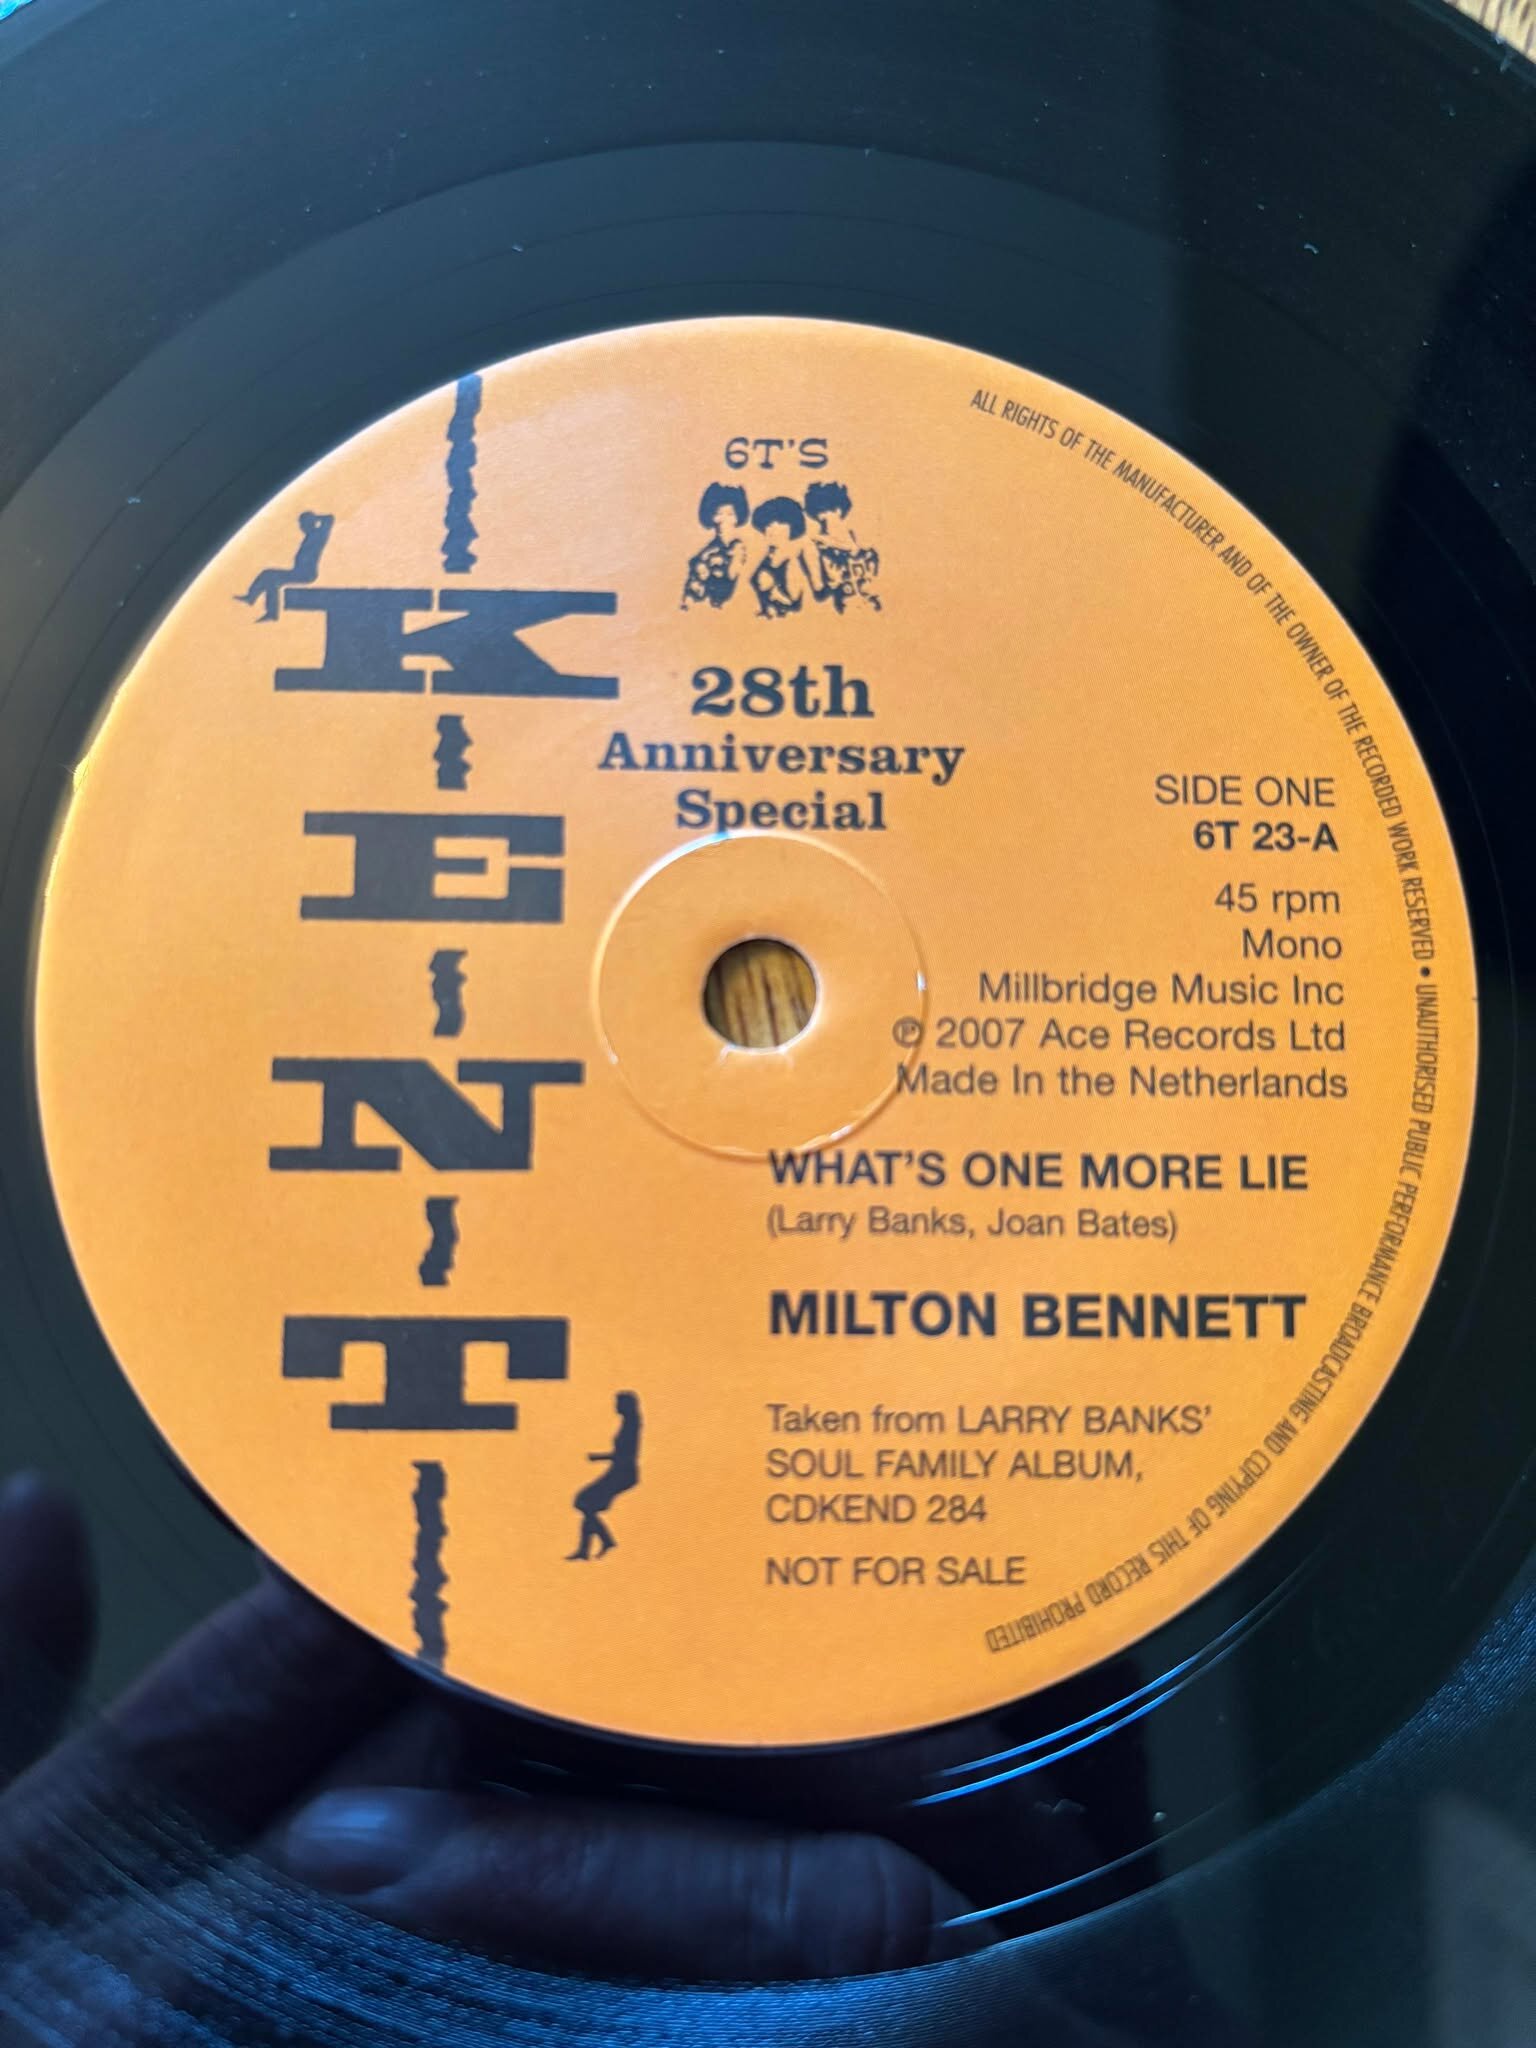 6T'S
KENT
28th
Anniversary
Special
SIDE ONE
6T 23-A
45 rpm
Mono
Millbridge Music Inc
℗ 2007 Ace Records Ltd
Made In the Netherlands
WHAT'S ONE MORE LIE
(Larry Banks, Joan Bates)
MILTON BENNETT
Taken from LARRY BANKS'
SOUL FAMILY ALBUM,
CDKEND 284
NOT FOR SALE
ALL RIGHTS OF THE MANUFACTURER AND OF THE OWNER OF THE RECORDED WORK RESERVED • UNAUTHORISED PUBLIC PERFORMANCE BROADCASTING AND COPYING OF THIS RECORD PROHIBITED